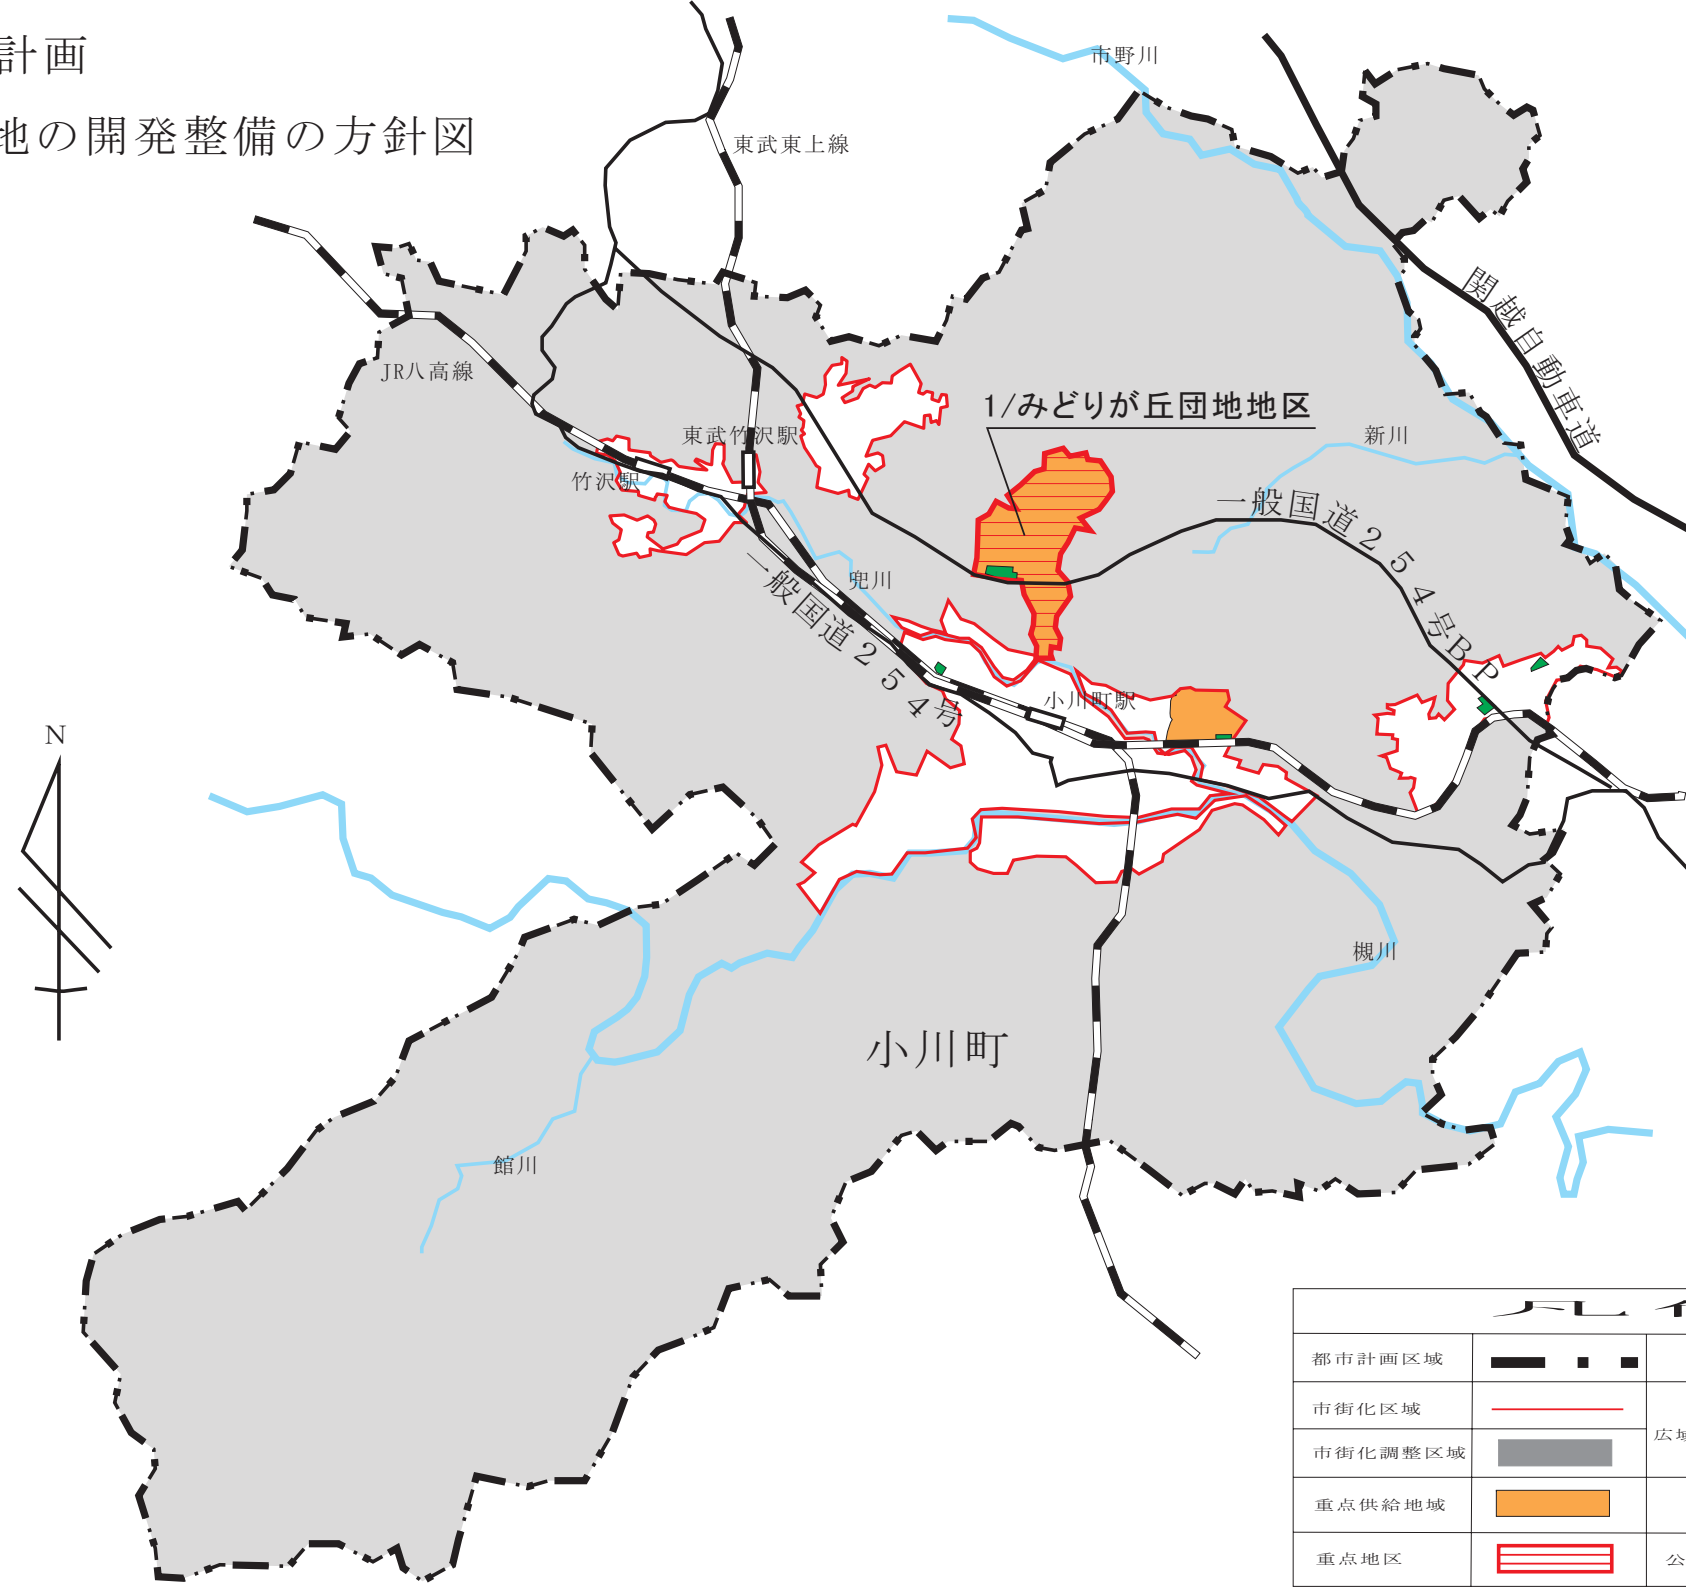 計画
地の開発整備の方針図
市野川
東武東上線
関越自動車道
JR八高線
1/みどりが丘団地地区
東武竹沢駅
新川
竹沢駅
一般国道２５４号ＢＰ
兜川
一般国道２５４号
小川町駅
N
槻川
小川町
館川
都市計画区域
市街化区域
広域
市街化調整区域
重点供給地域
重点地区
公